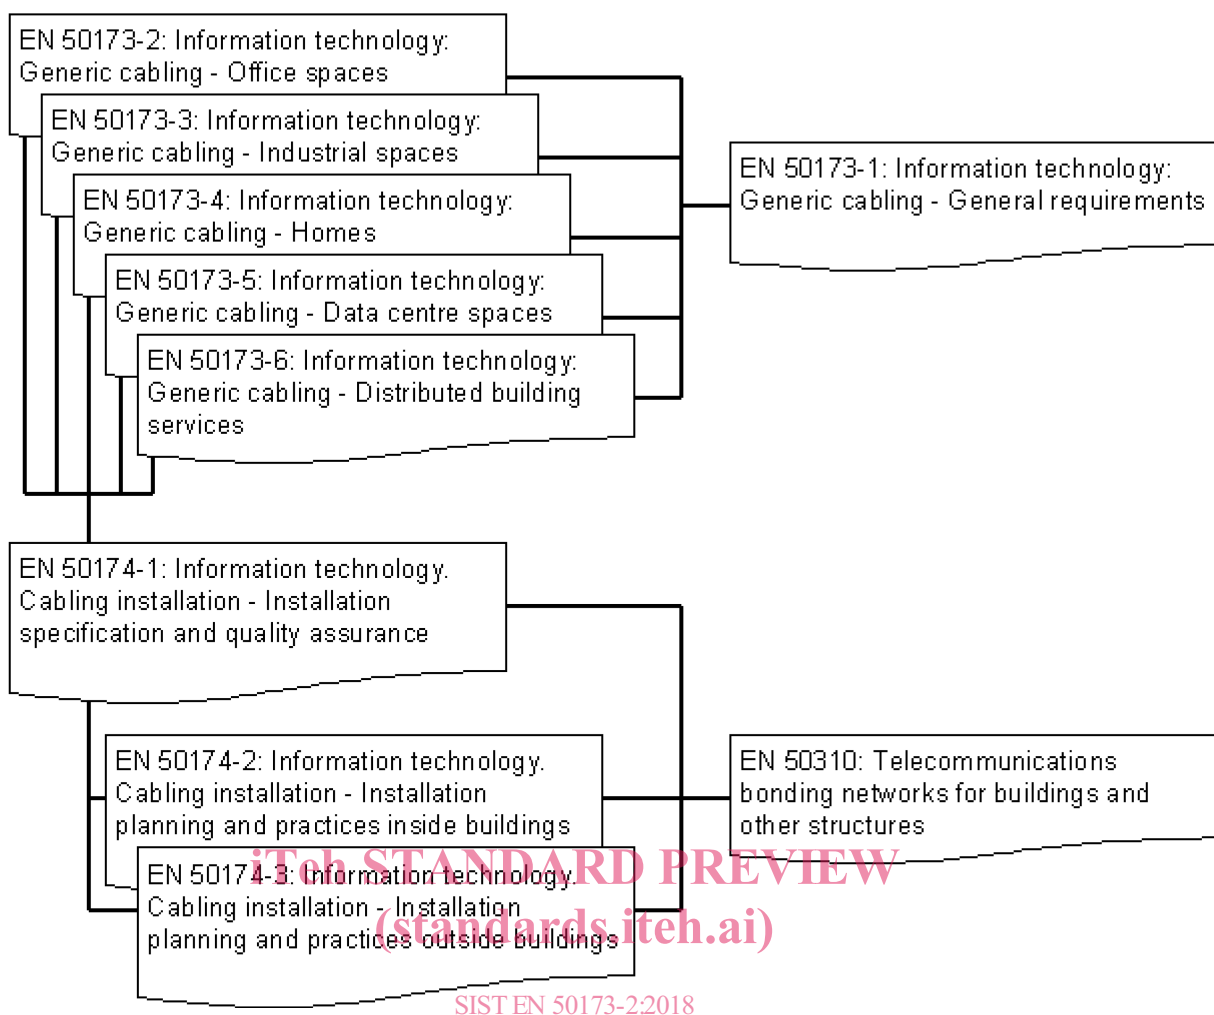 EN 50173-2: Information technology:
Generic cabling - Office spaces
EN 50173-3: Information technology:
Generic cabling - Industrial spaces
EN 50173-4: Information technology:
Generic cabling - Homes
EN 50173-5: Information technology:
Generic cabling - Data centre spaces
EN 50173-6: Information technology:
Generic cabling - Distributed building
services
EN 50173-1: Information technology:
Generic cabling - General requirements
EN 50174-1: Information technology.
Cabling installation - Installation
specification and quality assurance
EN 50174-2: Information technology.
Cabling installation - Installation
planning and practices inside buildings
EN 50174-3: Information technology.
Cabling installation - Installation
planning and practices outside buildings
EN 50310: Telecommunications
bonding networks for buildings and
other structures
iTeh STANDARD PREVIEW
(standards.iteh.ai)
SIST EN 50173-2:2018